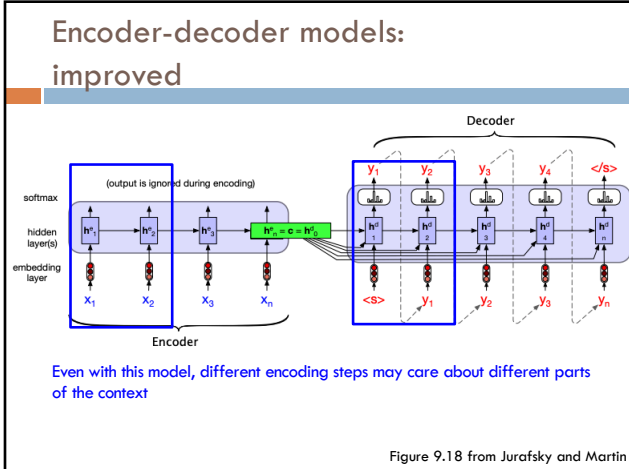 Encoder-decoder models:
improved
Decoder
y1 y2 y3 y4 </s>
softmax
(output is ignored during encoding)
hidden
layer(s)
he1 he2 he3 hen = c = hd0 hd1 hd2 hd3 hd4 hdn
embedding
layer
x1 x2 x3 xn <s> y1 y2 y3 yn
Encoder
Even with this model, different encoding steps may care about different parts
of the context
Figure 9.18 from Jurafsky and Martin